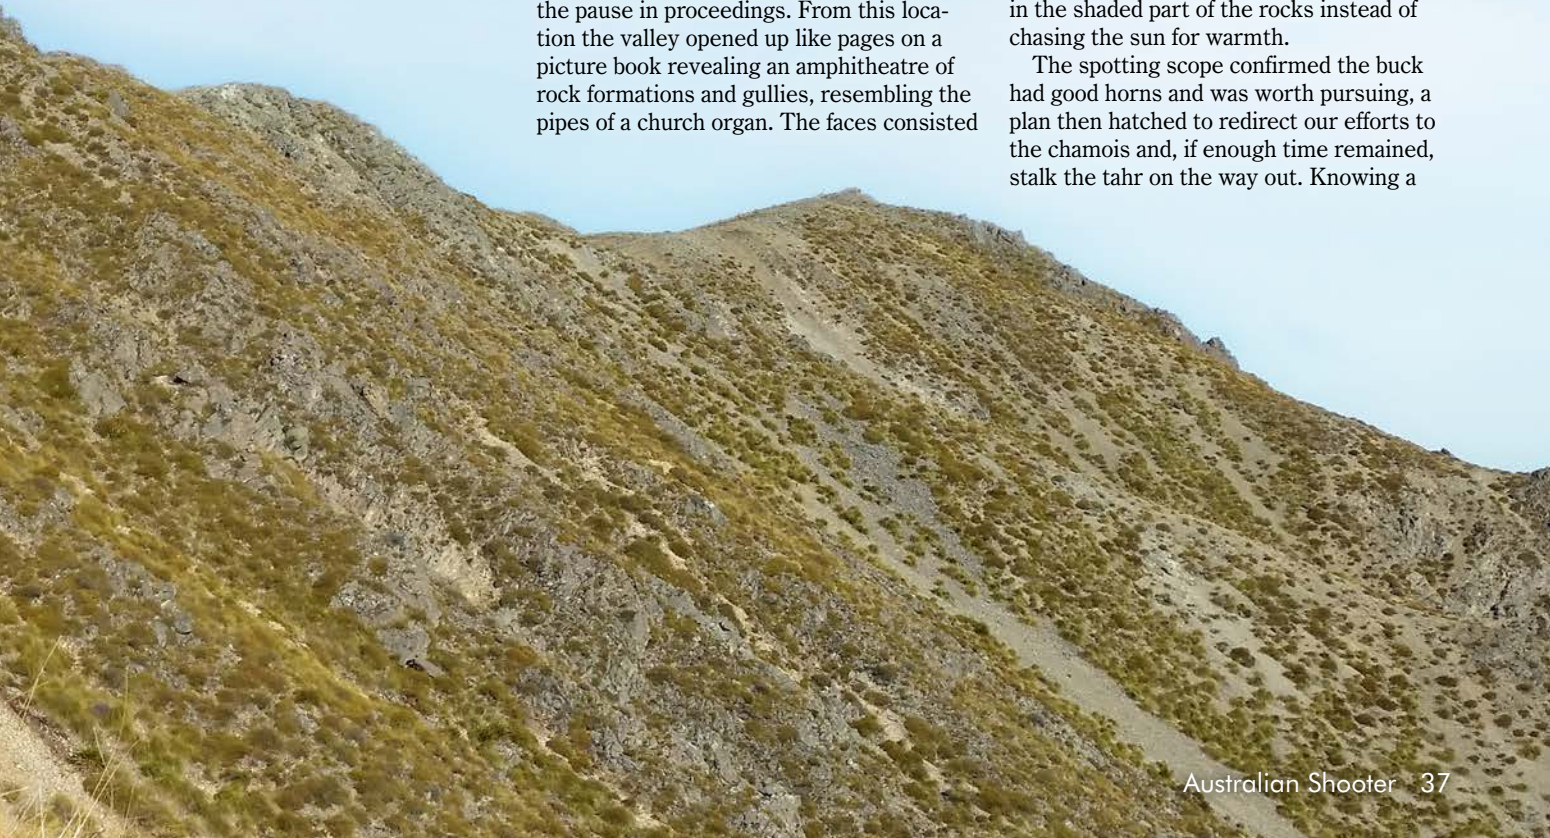 the pause in proceedings. From this loca-
tion the valley opened up like pages on a
picture book revealing an amphitheatre of
rock formations and gullies, resembling the
pipes of a church organ. The faces consisted
in the shaded part of the rocks instead of
chasing the sun for warmth.
The spotting scope confirmed the buck
had good horns and was worth pursuing, a
plan then hatched to redirect our efforts to
the chamois and, if enough time remained,
stalk the tahr on the way out. Knowing a
Australian Shooter 37